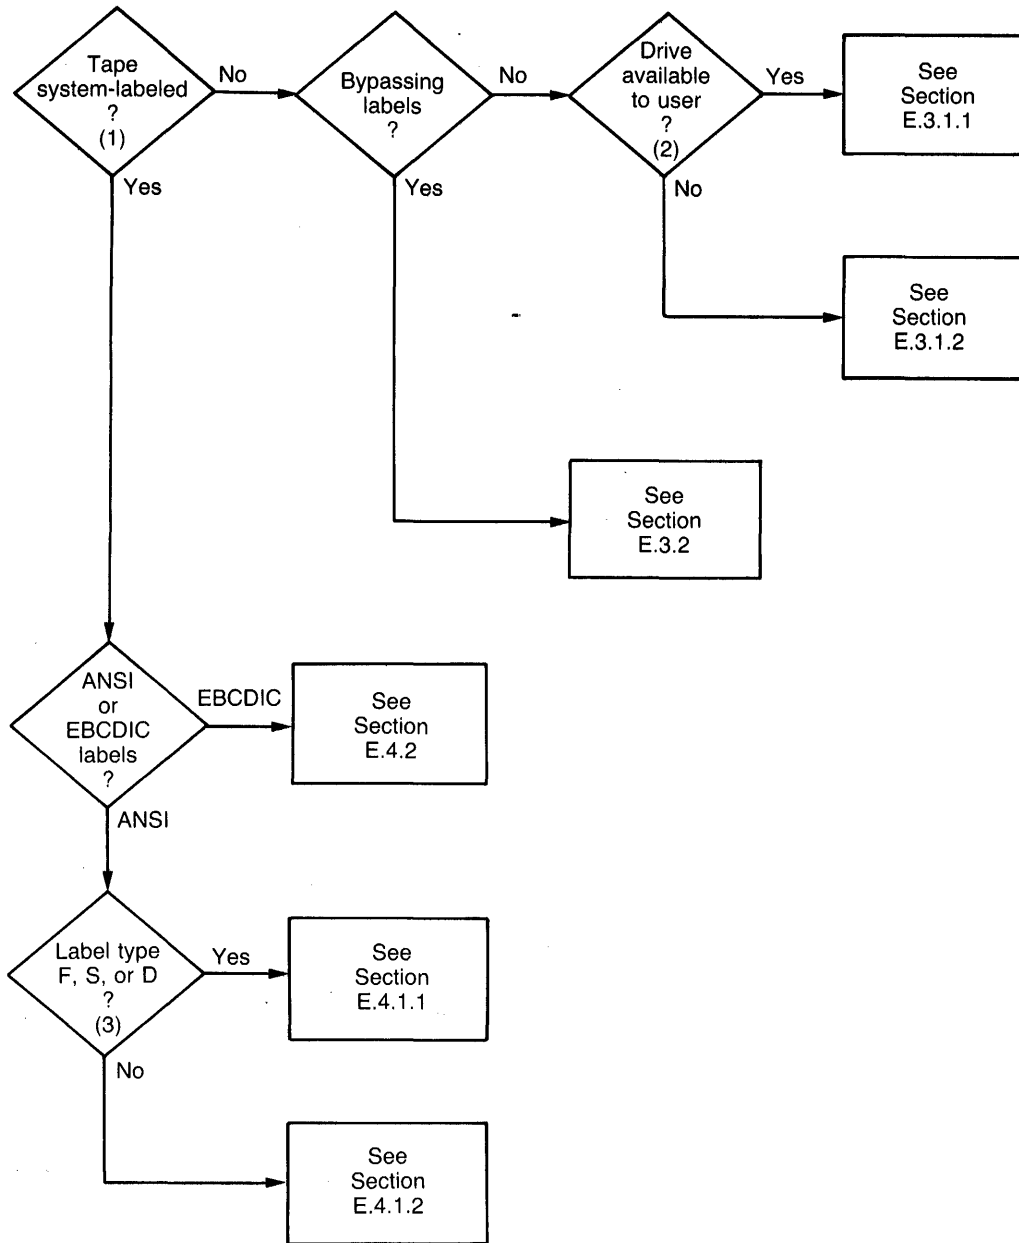 Tape
system-labeled
?
(1)
No
Yes
Bypassing
labels
?
No
Yes
Drive
available
to user
?
(2)
Yes
No
See
Section
E.3.1.1
See
Section
E.3.1.2
See
Section
E.3.2
ANSI
or
EBCDIC
labels
?
EBCDIC
ANSI
See
Section
E.4.2
Label type
F, S, or D
?
(3)
Yes
No
See
Section
E.4.1.1
See
Section
E.4.1.2